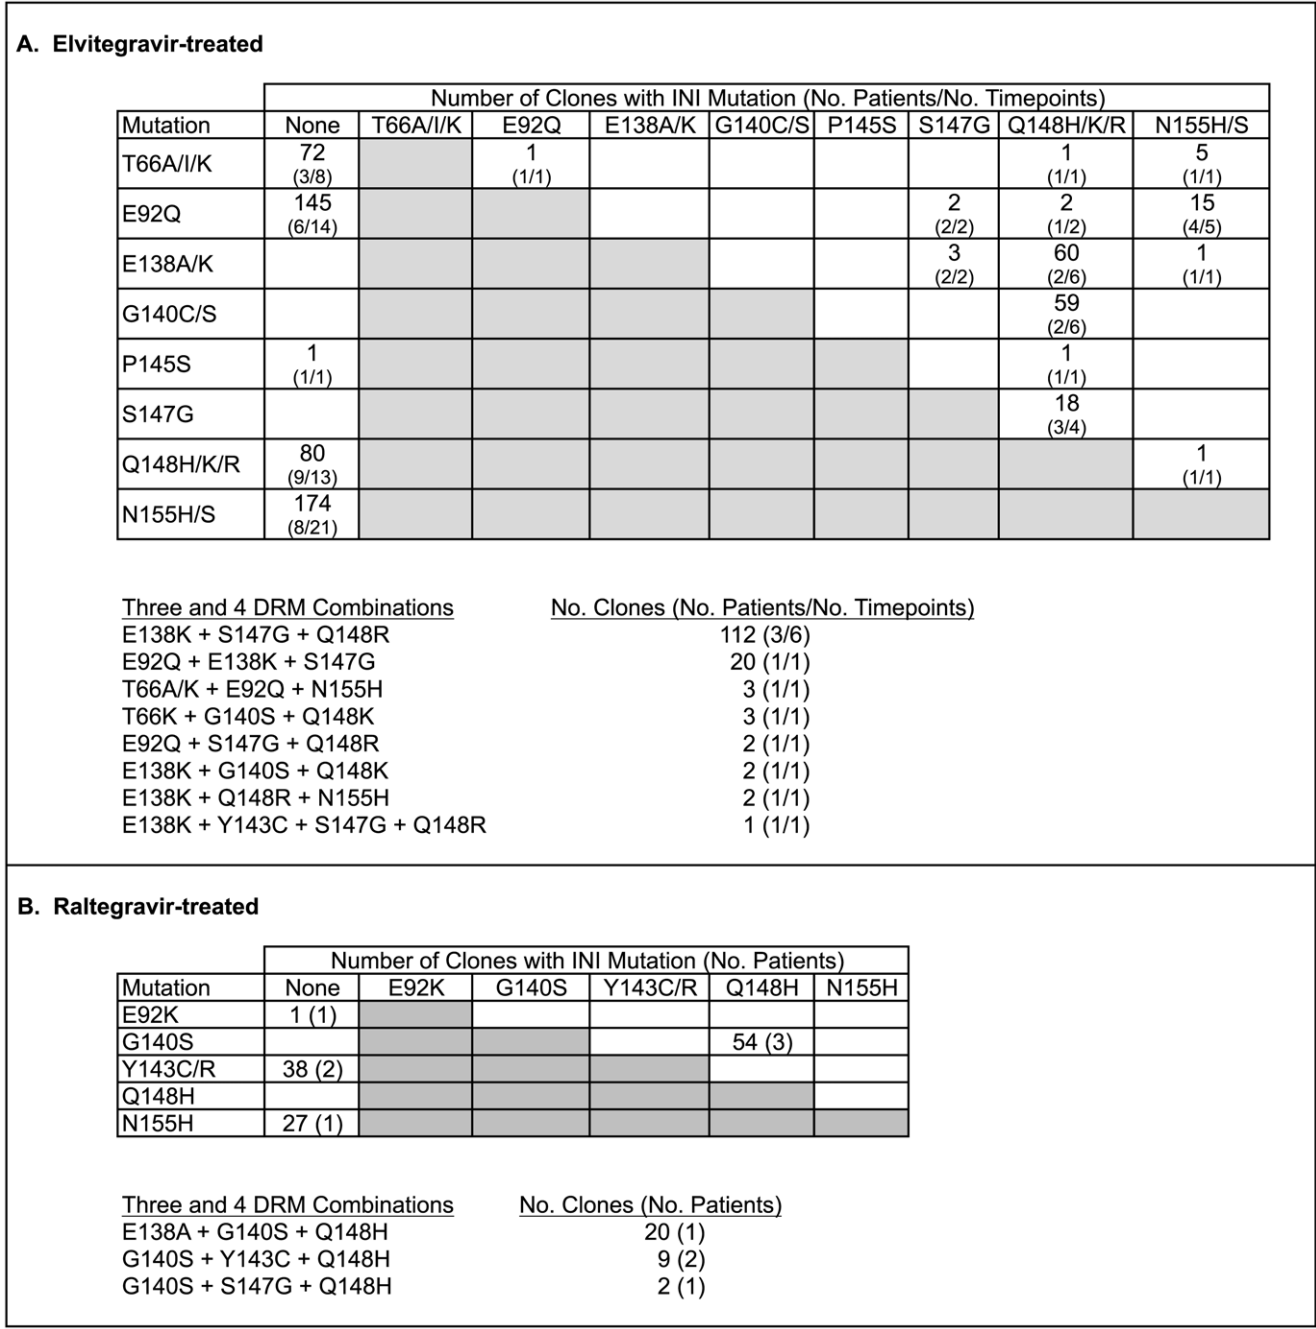 A. Elvitegravir-treated
Number of Clones with INI Mutation (No. Patients/No. Timepoints)
Mutation None T66A/I/K E92Q E138A/K G140C/S P145S S147G Q148H/K/R N155H/S
T66A/I/K 72 1 1 5
(3/8) (1/1) (1/1) (1/1)
E92Q 145 2 2 15
(6/14) (2/2) (1/2) (4/5)
E138A/K 3 60 1
(2/2) (2/6) (1/1)
G140C/S 59
(2/6)
P145S 1 1
(1/1) (1/1)
S147G 18
(3/4)
Q148H/K/R 80 1
(9/13) (1/1)
N155H/S 174
(8/21)
Three and 4 DRM Combinations No. Clones (No. Patients/No. Timepoints)
E138K + S147G + Q148R 112 (3/6)
E92Q + E138K + S147G 20 (1/1)
T66A/K + E92Q + N155H 3 (1/1)
T66K + G140S + Q148K 3 (1/1)
E92Q + S147G + Q148R 2 (1/1)
E138K + G140S + Q148K 2 (1/1)
E138K + Q148R + N155H 2 (1/1)
E138K + Y143C + S147G + Q148R 1 (1/1)
B. Raltegravir-treated
Number of Clones with INI Mutation (No. Patients)
Mutation None E92K G140S Y143C/R Q148H N155H
E92K 1 (1)
G140S 54 (3)
Y143C/R 38 (2)
Q148H
N155H 27 (1)
Three and 4 DRM Combinations No. Clones (No. Patients)
E138A + G140S + Q148H 20 (1)
G140S + Y143C + Q148H 9 (2)
G140S + S147G + Q148H 2 (1)